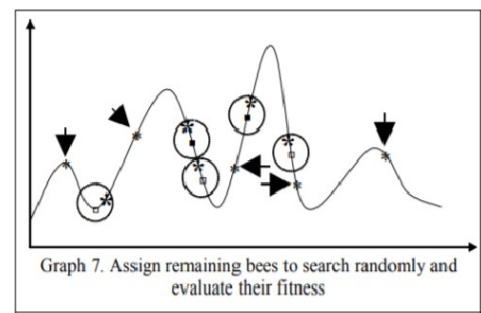 Graph 7. Assign remaining bees to search randomly and
evaluate their fitness